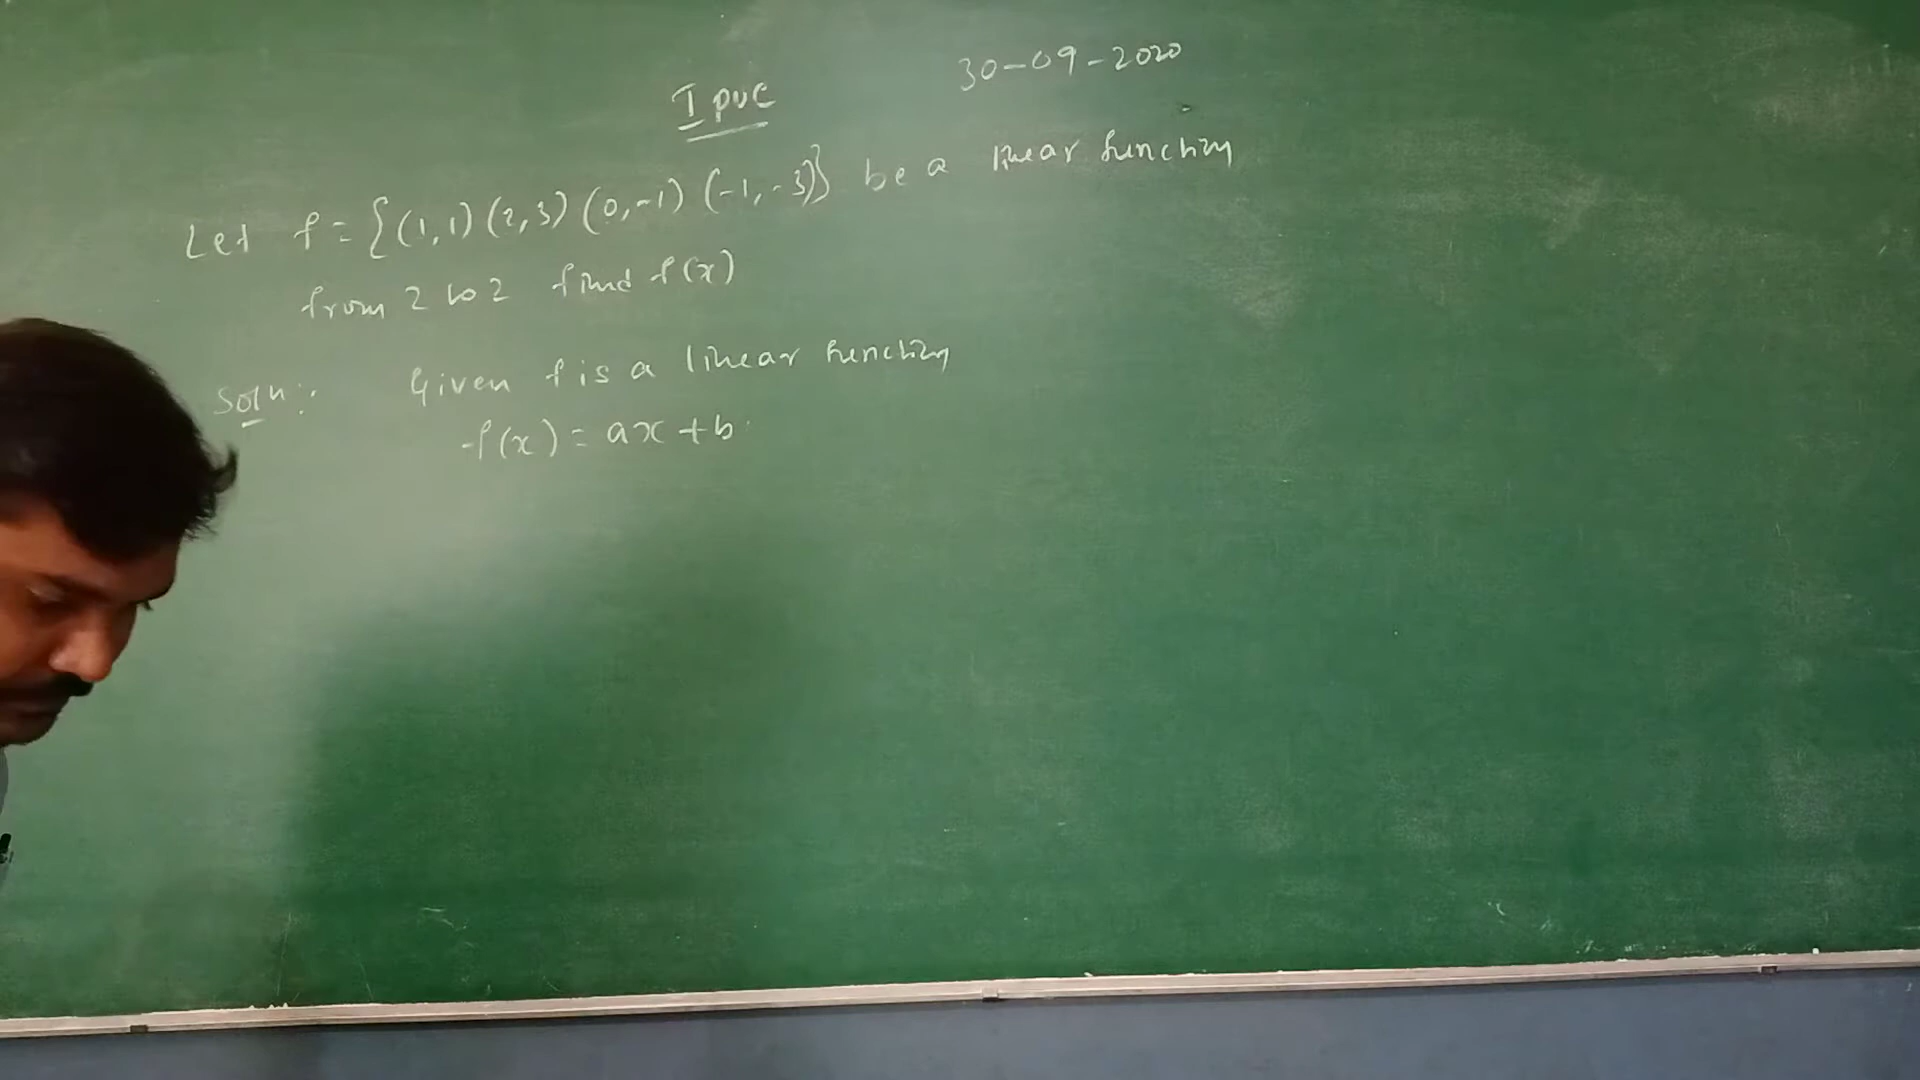 I PUC
30-09-2020
Let f = {(1,1) (2,3) (0,-1) (-1,-3)} be a linear function
from Z to Z find f(x)
Soln:. Given f is a linear function
f(x) = ax + b